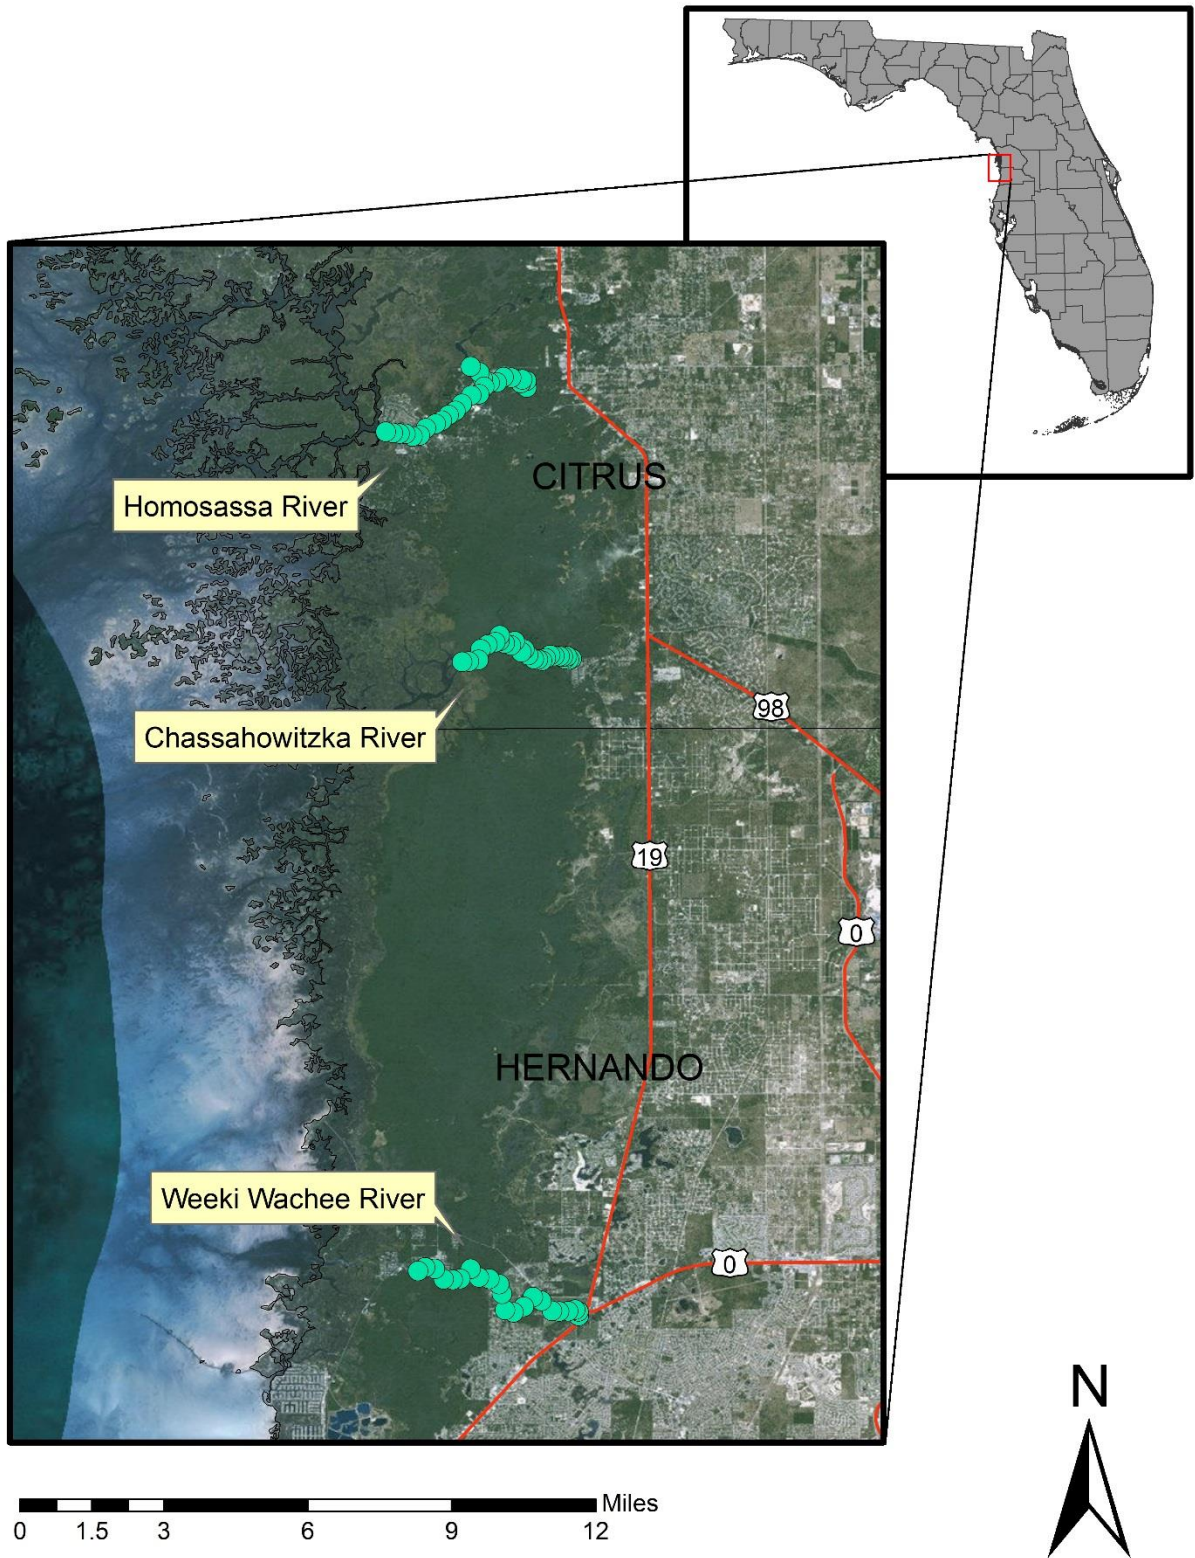 CITRUS
Homosassa River
98
Chassahowitzka River
19
0
HERNANDO
Weeki Wachee River
0
N
Miles
0 1.5 3 6 9 12